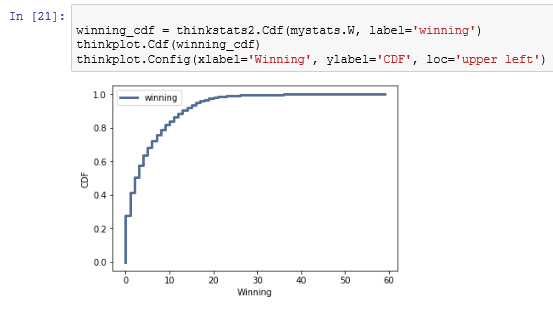 In [21]:
winning_cdf = thinkstats2.Cdf(mystats.W, label='winning')
thinkplot.Cdf(winning_cdf)
thinkplot.Config(xlabel='Winning', ylabel='CDF', loc='upper left')
winning
1.0
0.8
0.6
0.4
0.2
0.0
CDF
0 10 20 30 40 50 60
Winning